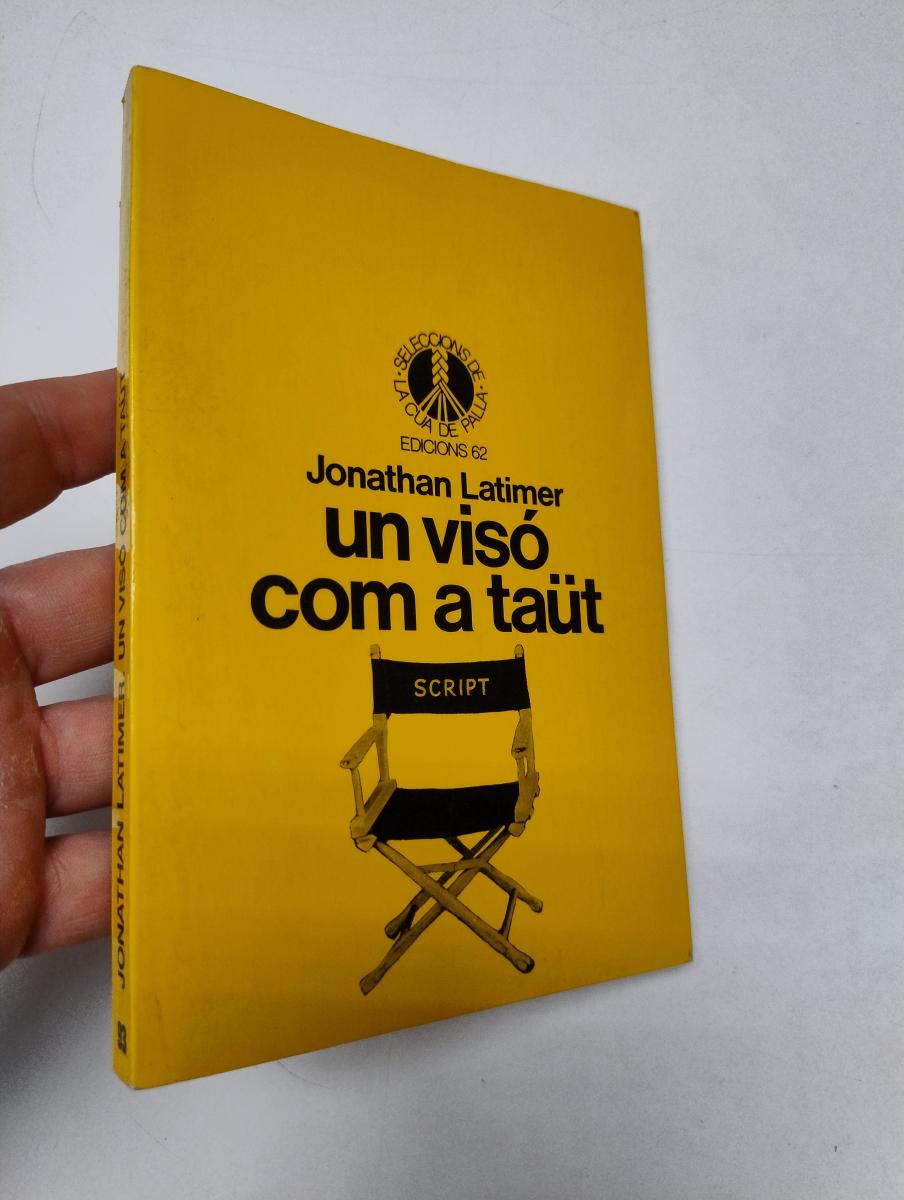 SELECCIONS DE
LA CUA DE PALLA
EDICIONS 62
Jonathan Latimer
un visó
com a taüt
SCRIPT
JONATHAN LATIMER / UN VISÓ COM A TAÜT